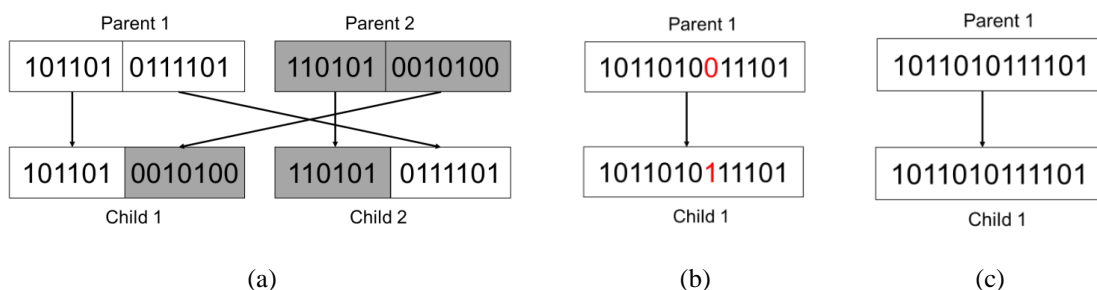 Parent 1
Parent 2
101101 0111101
110101 0010100
101101 0010100
110101 0111101
Child 1
Child 2
(a)
Parent 1
1011010011101
1011010111101
Child 1
(b)
Parent 1
1011010111101
1011010111101
Child 1
(c)